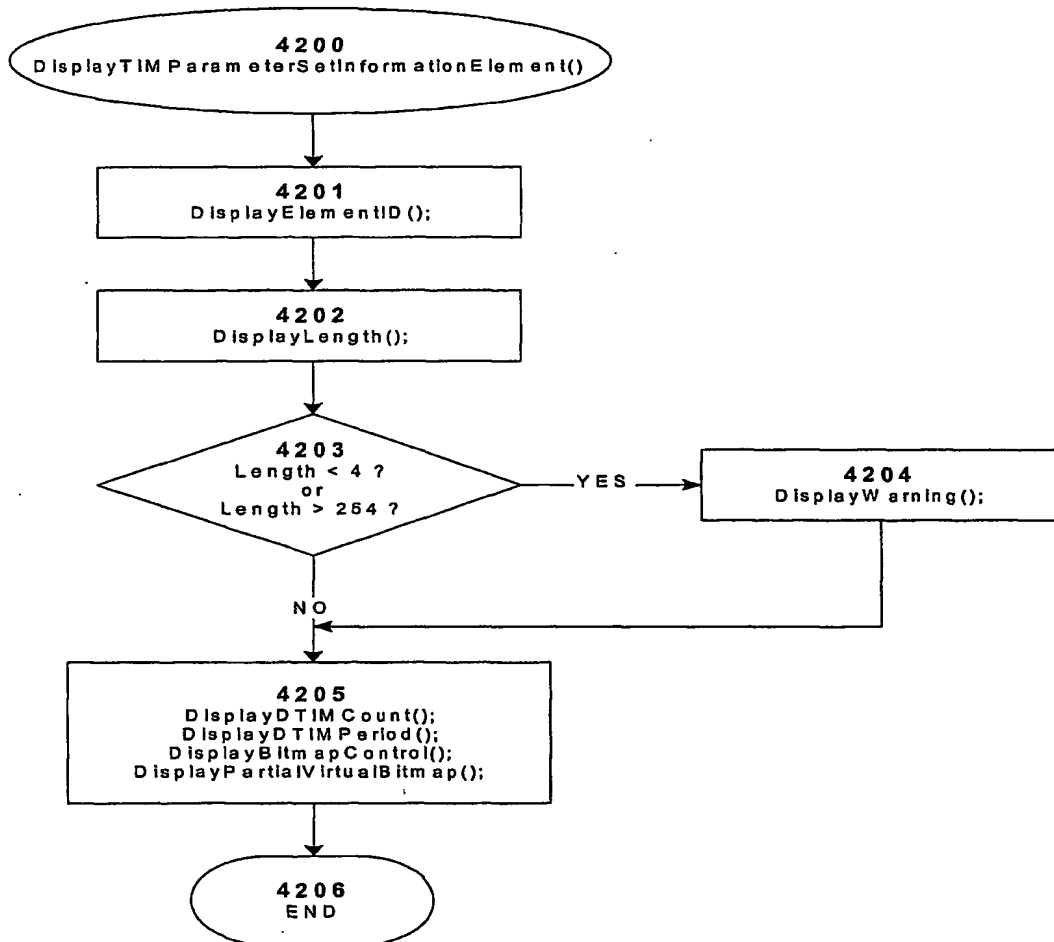 4200
DisplayTIMParameterSetInformationElement()
4201
DisplayElementID();
4202
DisplayLength();
4203
Length < 4 ?
or
Length > 254 ?
YES
4204
DisplayWarning();
NO
4205
DisplayDTIMCount();
DisplayDTIMPeriod();
DisplayBitmapControl();
DisplayPartialVirtualBitmap();
4206
END